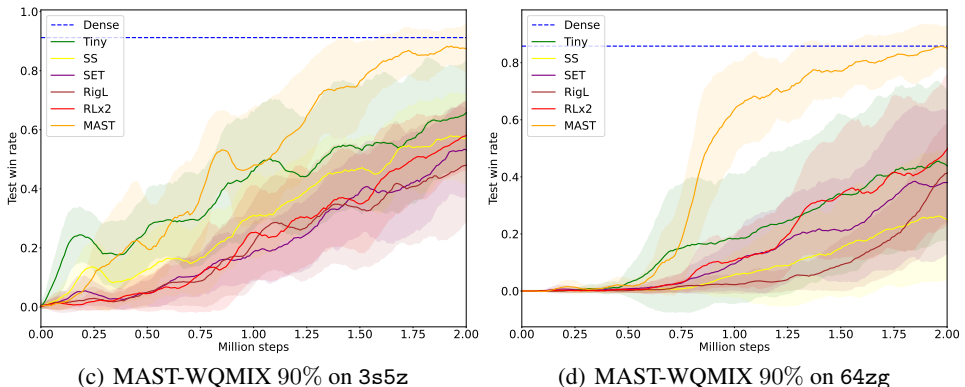 1.0
0.8
0.6
0.4
0.2
0.0
Test win rate
Dense
Tiny
SS
SET
RigL
RLx2
MAST
0.00 0.25 0.50 0.75 1.00 1.25 1.50 1.75 2.00
Million steps
(c) MAST-WQMIX 90% on 3s5z
0.8
0.6
0.4
0.2
0.0
Test win rate
Dense
Tiny
SS
SET
RigL
RLx2
MAST
0.00 0.25 0.50 0.75 1.00 1.25 1.50 1.75 2.00
Million steps
(d) MAST-WQMIX 90% on 64zg